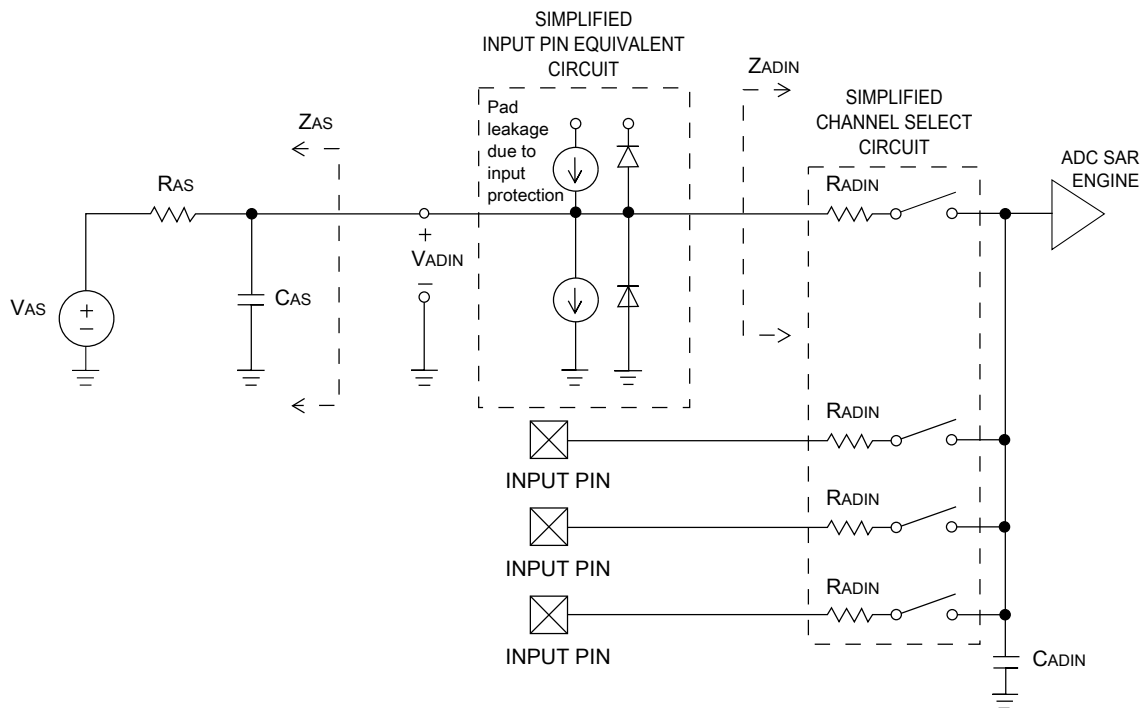 SIMPLIFIED
INPUT PIN EQUIVALENT
CIRCUIT
ZADIN
SIMPLIFIED
CHANNEL SELECT
CIRCUIT
Pad
leakage
due to
input
protection
ZAS
ADC SAR
ENGINE
RAS
RADIN
+
VADIN
–
CAS
VAS
+
–
RADIN
INPUT PIN
RADIN
INPUT PIN
RADIN
INPUT PIN
CADIN